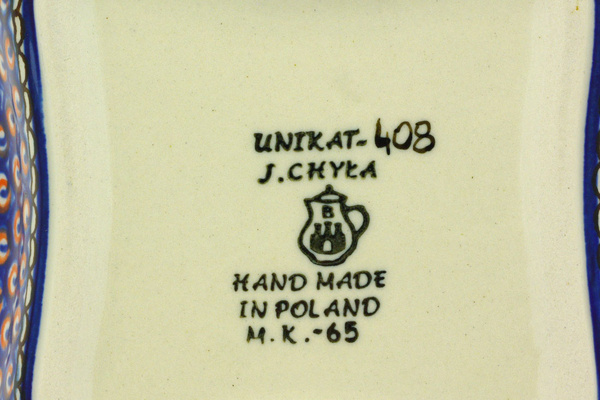 UNIKAT-408
J.CHYŁA
B
HAND MADE
IN POLAND
M.K.-65